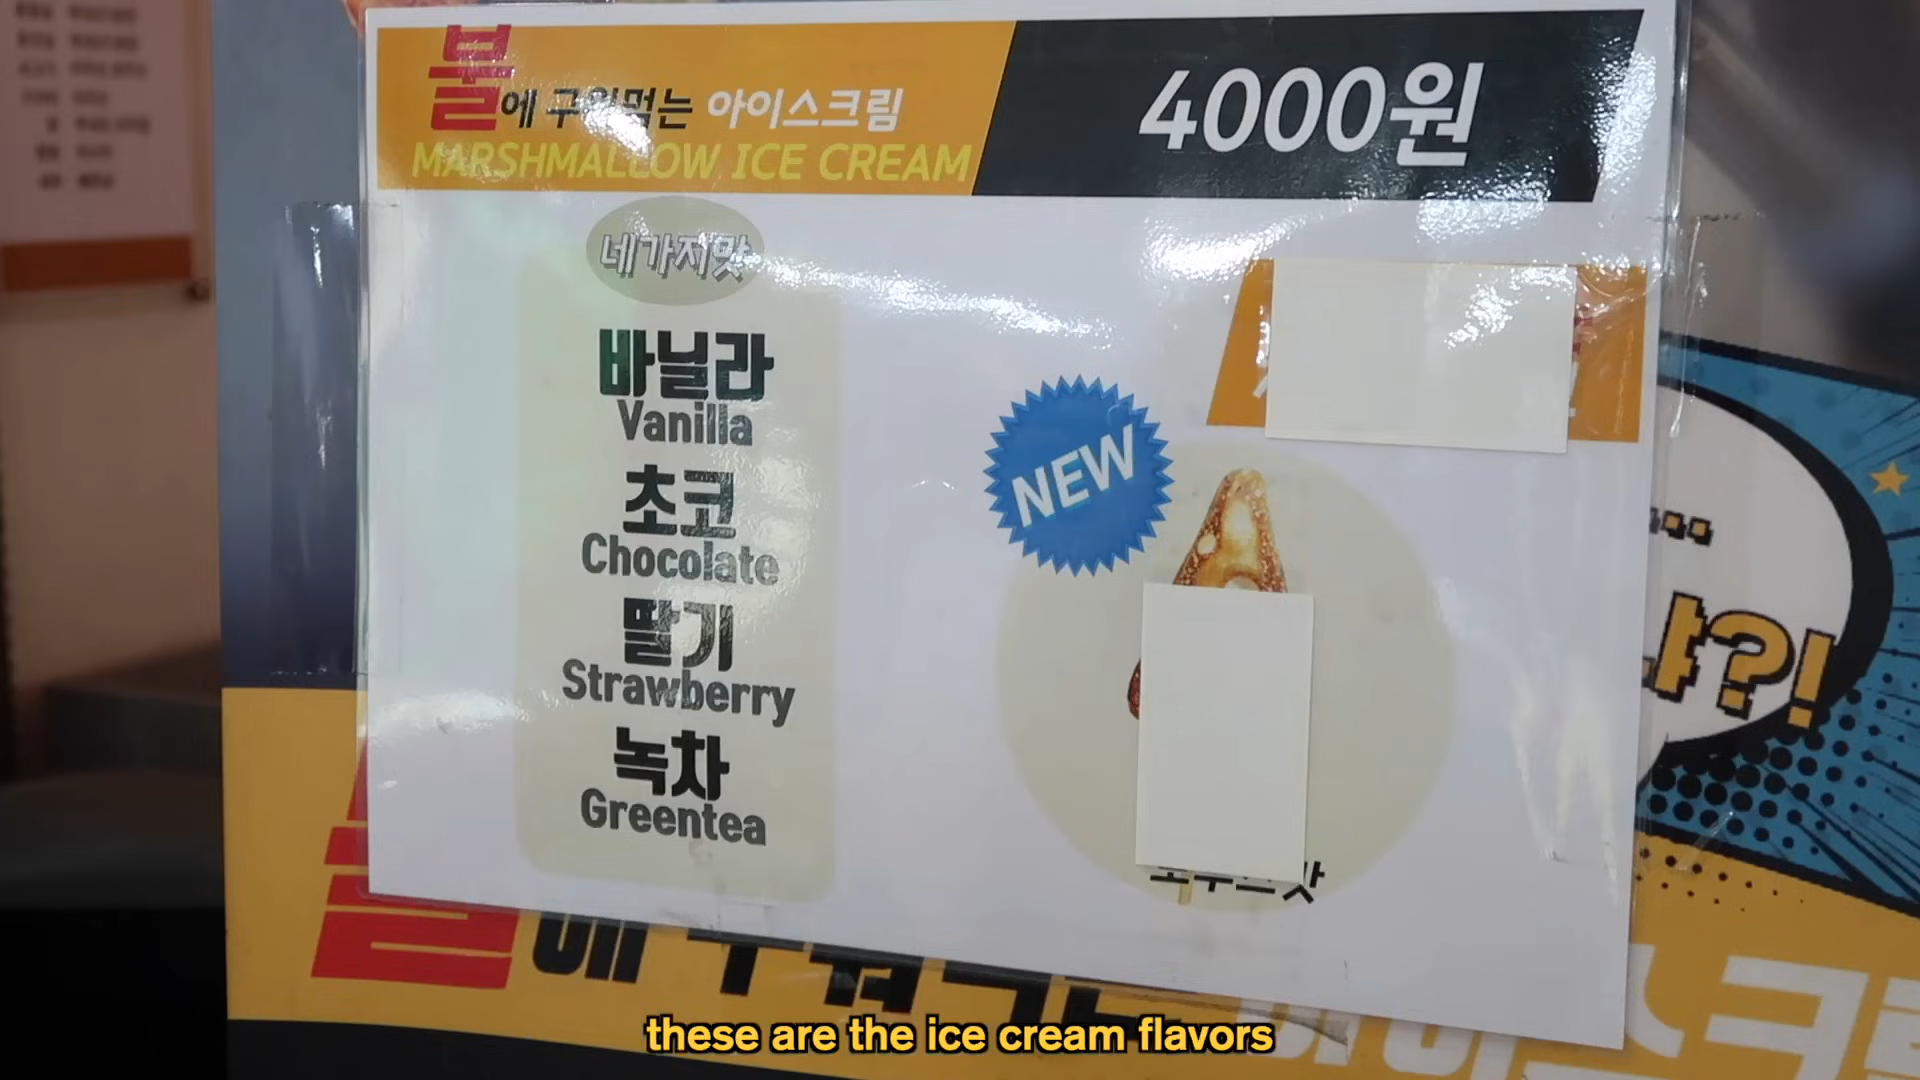 불에 구워먹는 아이스크림
MARSHMALLOW ICE CREAM
4000원
네가지맛
바닐라
Vanilla
초코
Chocolate
딸기
Strawberry
녹차
Greentea
NEW
?!
these are the ice cream flavors